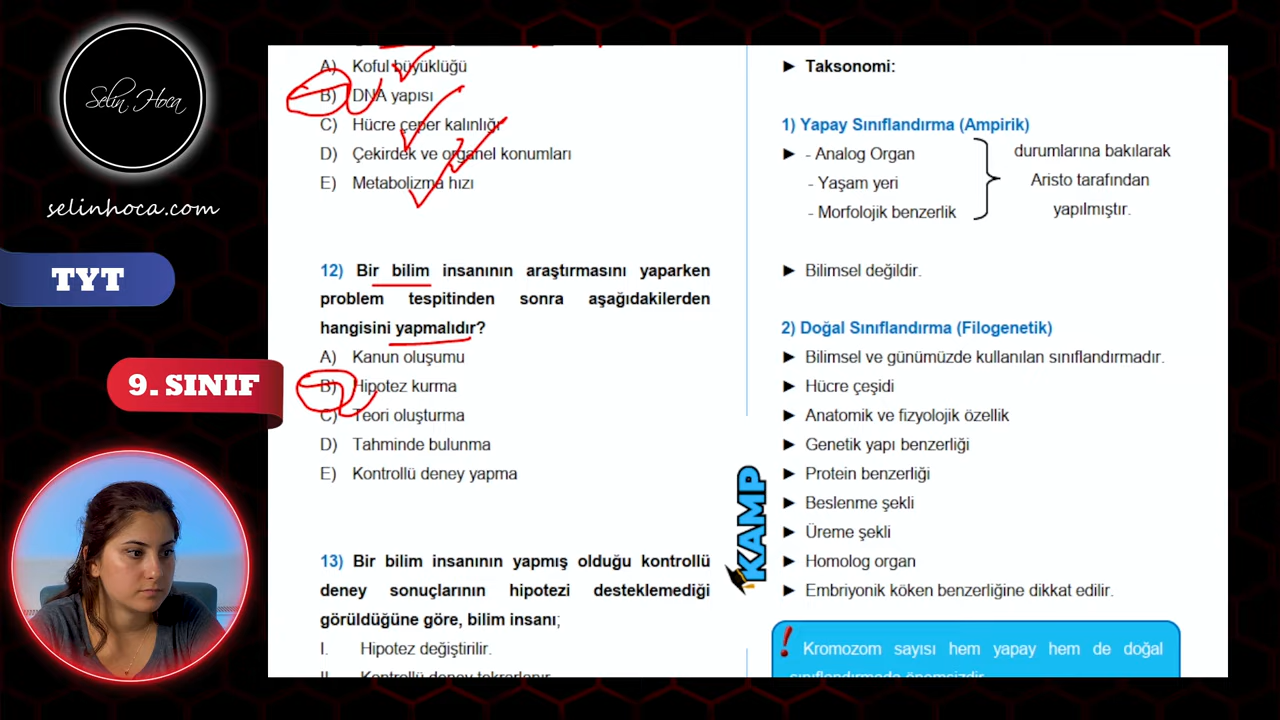 Selin Hoca
selinhoca.com
TYT
9. SINIF
A) Koful büyüklüğü
B) DNA yapısı
C) Hücre çeper kalınlığı
D) Çekirdek ve organel konumları
E) Metabolizma hızı
12) Bir bilim insanının araştırmasını yaparken
problem tespitinden sonra aşağıdakilerden
hangisini yapmalıdır?
A) Kanun oluşumu
B) Hipotez kurma
C) Teori oluşturma
D) Tahminde bulunma
E) Kontrollü deney yapma
13) Bir bilim insanının yapmış olduğu kontrollü
deney sonuçlarının hipotezi desteklemediği
görüldüğüne göre, bilim insanı;
I. Hipotez değiştirilir.
II. Kontrollü deney tekrarlanır.
► Taksonomi:
1) Yapay Sınıflandırma (Ampirik)
► - Analog Organ
- Yaşam yeri
- Morfolojik benzerlik
durumlarına bakılarak
Aristo tarafından
yapılmıştır.
► Bilimsel değildir.
2) Doğal Sınıflandırma (Filogenetik)
► Bilimsel ve günümüzde kullanılan sınıflandırmadır.
► Hücre çeşidi
► Anatomik ve fizyolojik özellik
► Genetik yapı benzerliği
► Protein benzerliği
► Beslenme şekli
► Üreme şekli
► Homolog organ
► Embriyonik köken benzerliğine dikkat edilir.
KAMP
! Kromozom sayısı hem yapay hem de doğal
sınıflandırmada önemsizdir.